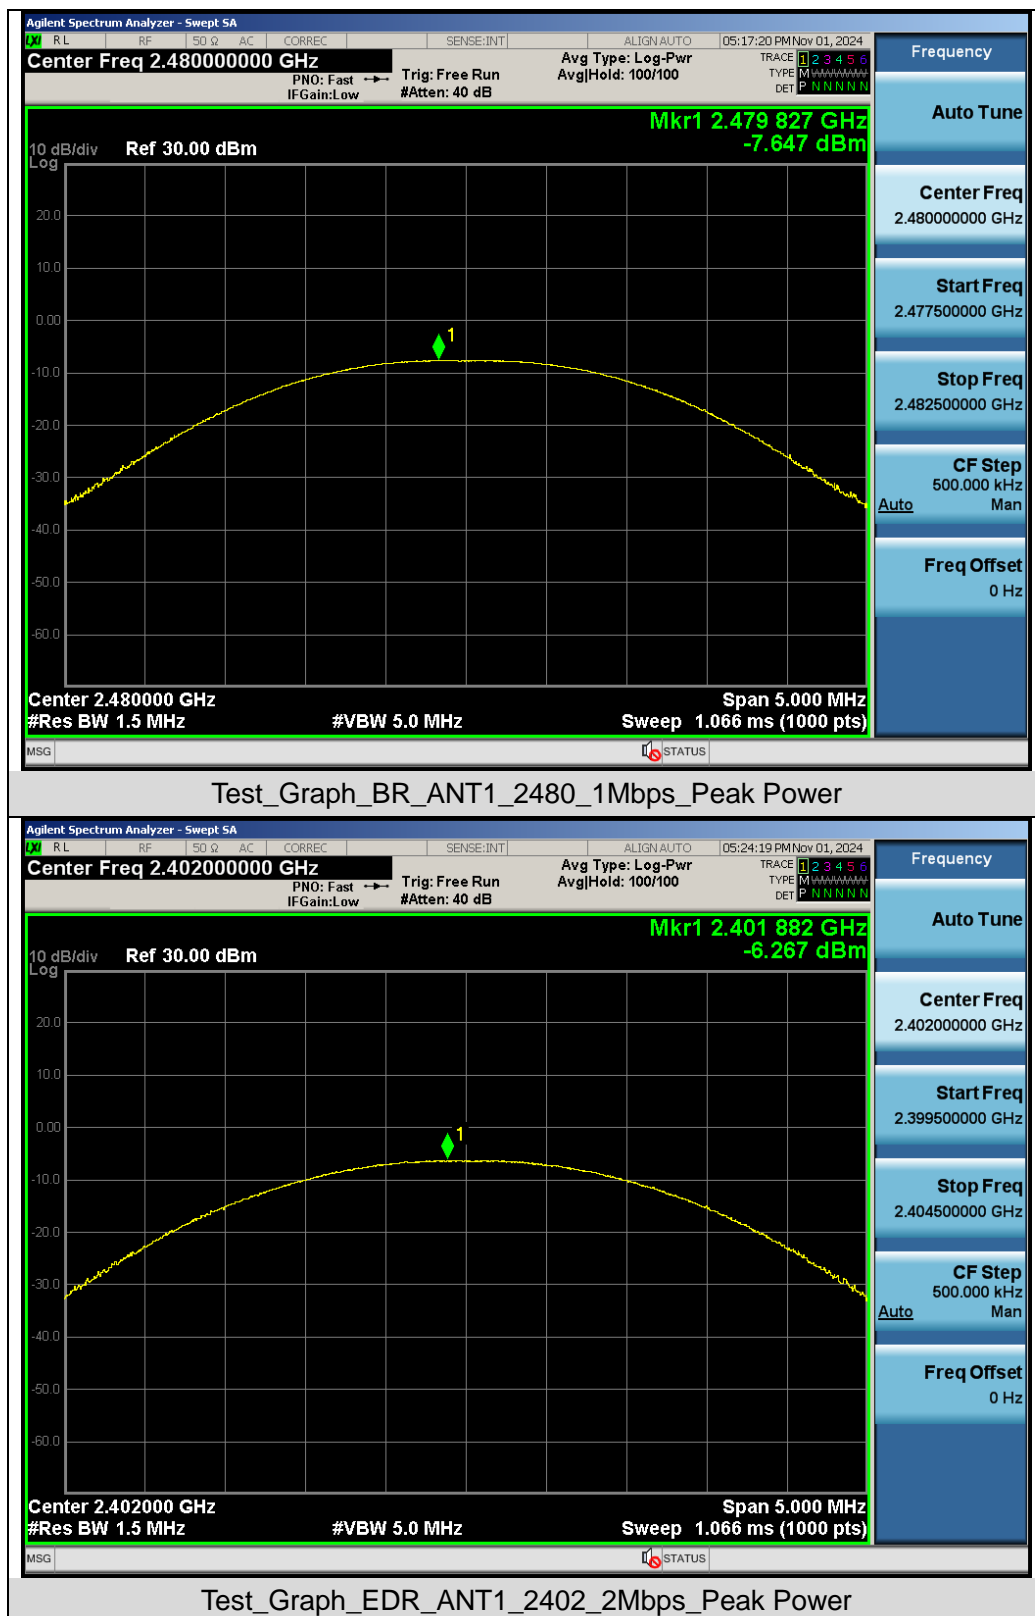 Agilent Spectrum Analyzer - Swept SA
LXI RL RF 50 Ω AC CORREC SENSE:INT ALIGN AUTO 05:17:20 PM Nov 01, 2024
Center Freq 2.480000000 GHz
PNO: Fast
IFGain:Low
Trig: Free Run
#Atten: 40 dB
Avg Type: Log-Pwr
Avg|Hold: 100/100
TRACE 1 2 3 4 5 6
TYPE M
DET P N N N N N
Mkr1 2.479 827 GHz
-7.647 dBm
10 dB/div Ref 30.00 dBm
Log
20.0
10.0
0.00
-10.0
-20.0
-30.0
-40.0
-50.0
-60.0
1
Center 2.480000 GHz Span 5.000 MHz
#Res BW 1.5 MHz #VBW 5.0 MHz Sweep 1.066 ms (1000 pts)
MSG STATUS
Frequency
Auto Tune
Center Freq
2.480000000 GHz
Start Freq
2.477500000 GHz
Stop Freq
2.482500000 GHz
CF Step
500.000 kHz
Auto Man
Freq Offset
0 Hz
Test_Graph_BR_ANT1_2480_1Mbps_Peak Power
Agilent Spectrum Analyzer - Swept SA
LXI RL RF 50 Ω AC CORREC SENSE:INT ALIGN AUTO 05:24:19 PM Nov 01, 2024
Center Freq 2.402000000 GHz
PNO: Fast
IFGain:Low
Trig: Free Run
#Atten: 40 dB
Avg Type: Log-Pwr
Avg|Hold: 100/100
TRACE 1 2 3 4 5 6
TYPE M
DET P N N N N N
Mkr1 2.401 882 GHz
-6.267 dBm
10 dB/div Ref 30.00 dBm
Log
20.0
10.0
0.00
-10.0
-20.0
-30.0
-40.0
-50.0
-60.0
1
Center 2.402000 GHz Span 5.000 MHz
#Res BW 1.5 MHz #VBW 5.0 MHz Sweep 1.066 ms (1000 pts)
MSG STATUS
Frequency
Auto Tune
Center Freq
2.402000000 GHz
Start Freq
2.399500000 GHz
Stop Freq
2.404500000 GHz
CF Step
500.000 kHz
Auto Man
Freq Offset
0 Hz
Test_Graph_EDR_ANT1_2402_2Mbps_Peak Power